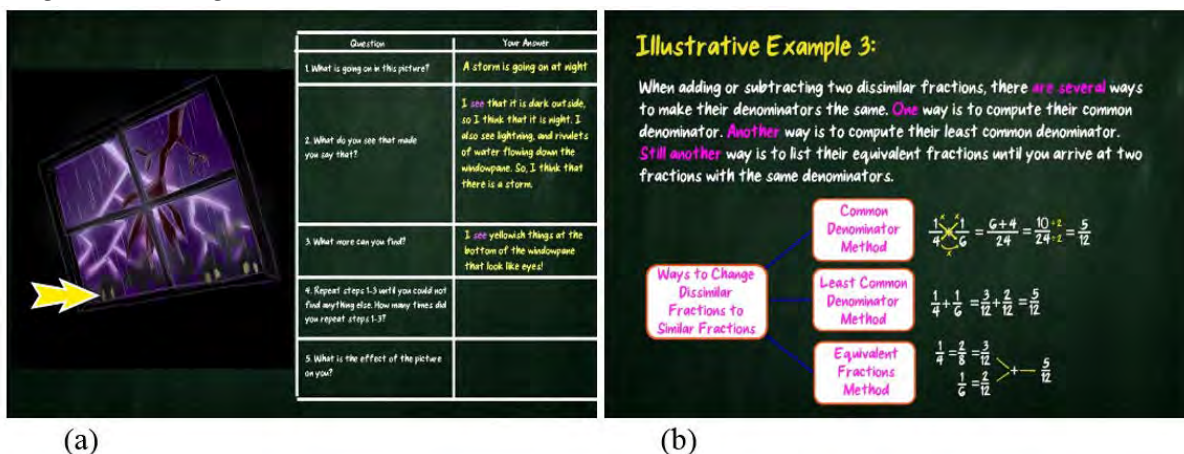 Question Your Answer
1. What is going on in this picture? A storm is going on at night
2. What do you see that made
you say that?
I see that it is dark outside,
so I think that it is night. I
also see lightning, and rivulets
of water flowing down the
windowpane. So, I think that
there is a storm.
3. What more can you find?
I see yellowish things at the
bottom of the windowpane
that look like eyes!
4. Repeat steps 1-3 until you could not
find anything else. How many times did
you repeat steps 1-3?
5. What is the effect of the picture
on you?
(a)
Illustrative Example 3:
When adding or subtracting two dissimilar fractions, there are several ways
to make their denominators the same. One way is to compute their common
denominator. Another way is to compute their least common denominator.
Still another way is to list their equivalent fractions until you arrive at two
fractions with the same denominators.
Ways to Change
Dissimilar
Fractions to
Similar Fractions
Common
Denominator
Method
1/4 x x x 1/6 = 6+4/24 = 10÷2/24÷2 = 5/12
Least Common
Denominator
Method
1/4 + 1/6 = 3/12 + 2/12 = 5/12
Equivalent
Fractions
Method
1/4 = 2/8 = 3/12
1/6 = 2/12
+ 5/12
(b)